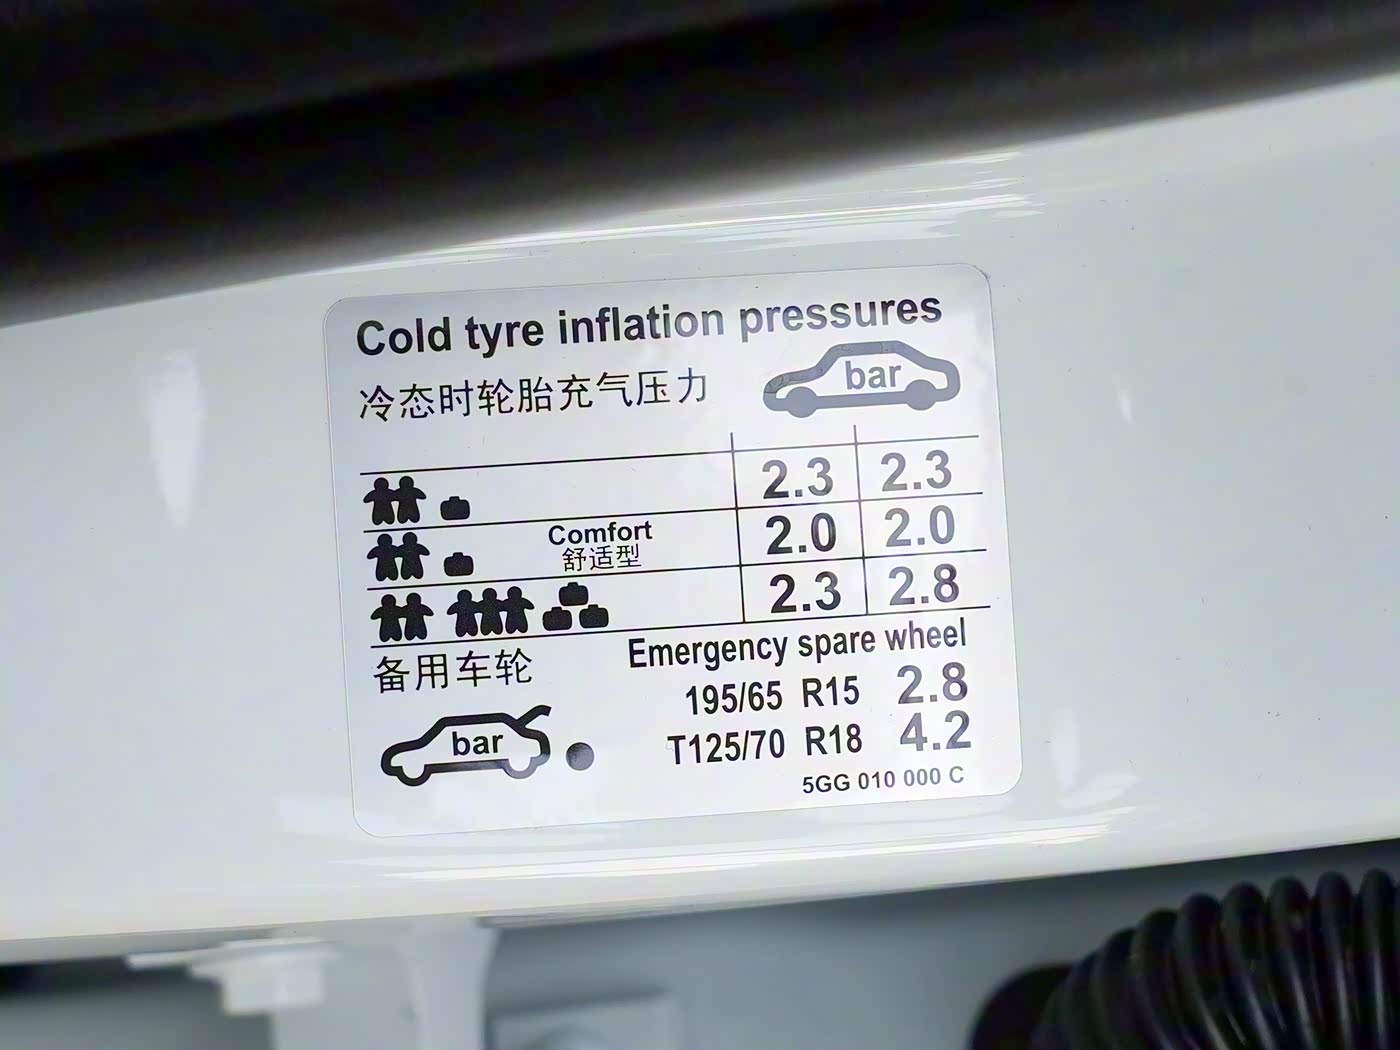 Cold tyre inflation pressures
冷态时轮胎充气压力
bar
2.3 2.3
Comfort
舒适型
2.0 2.0
2.3 2.8
备用车轮
Emergency spare wheel
195/65 R15 2.8
T125/70 R18 4.2
bar
5GG 010 000 C